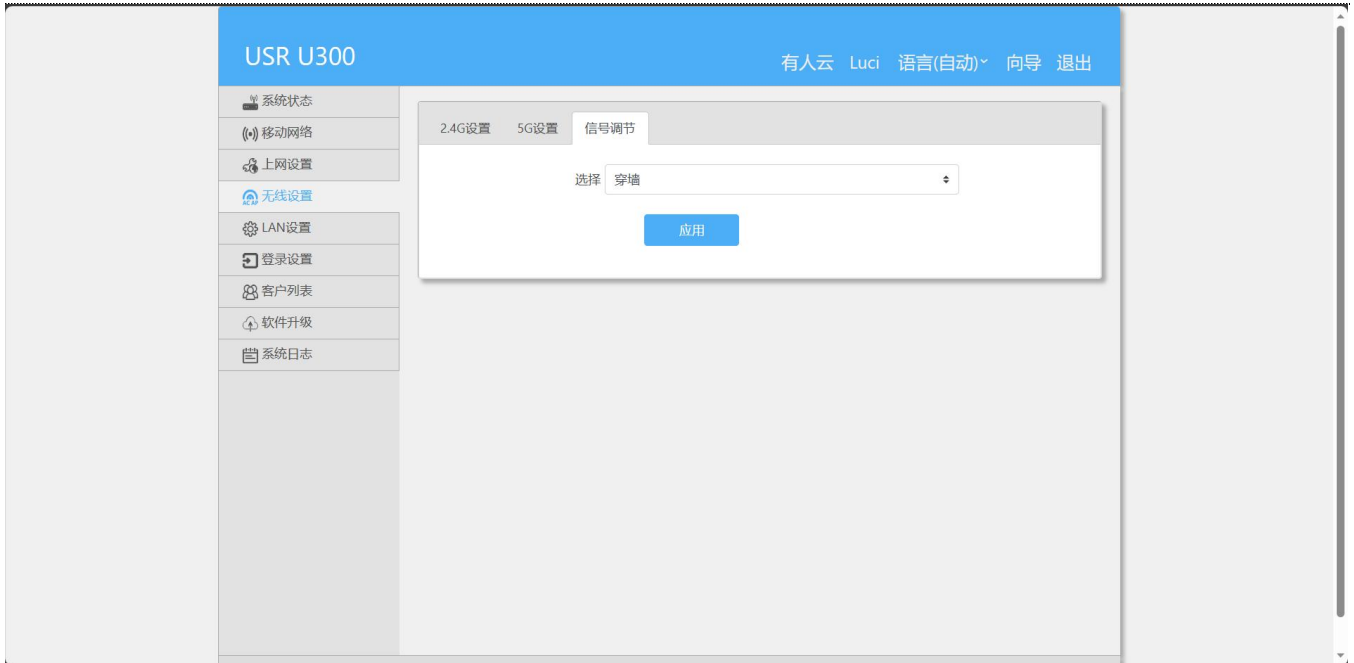 USR U300
有人云 Luci 语言(自动) 向导 退出
系统状态
移动网络
上网设置
无线设置
LAN设置
登录设置
客户列表
软件升级
系统日志
2.4G设置 5G设置 信号调节
选择 穿墙
应用